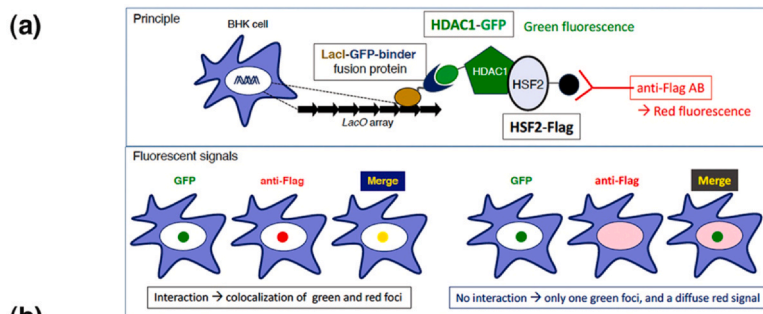 (a)
Principle
BHK cell
HDAC1-GFP
Green fluorescence
LacI-GFP-binder
fusion protein
HDAC1
HSF2
anti-Flag AB
→ Red fluorescence
LacO array
HSF2-Flag
Fluorescent signals
GFP
anti-Flag
Merge
GFP
anti-Flag
Merge
Interaction → colocalization of green and red foci
No interaction → only one green foci, and a diffuse red signal